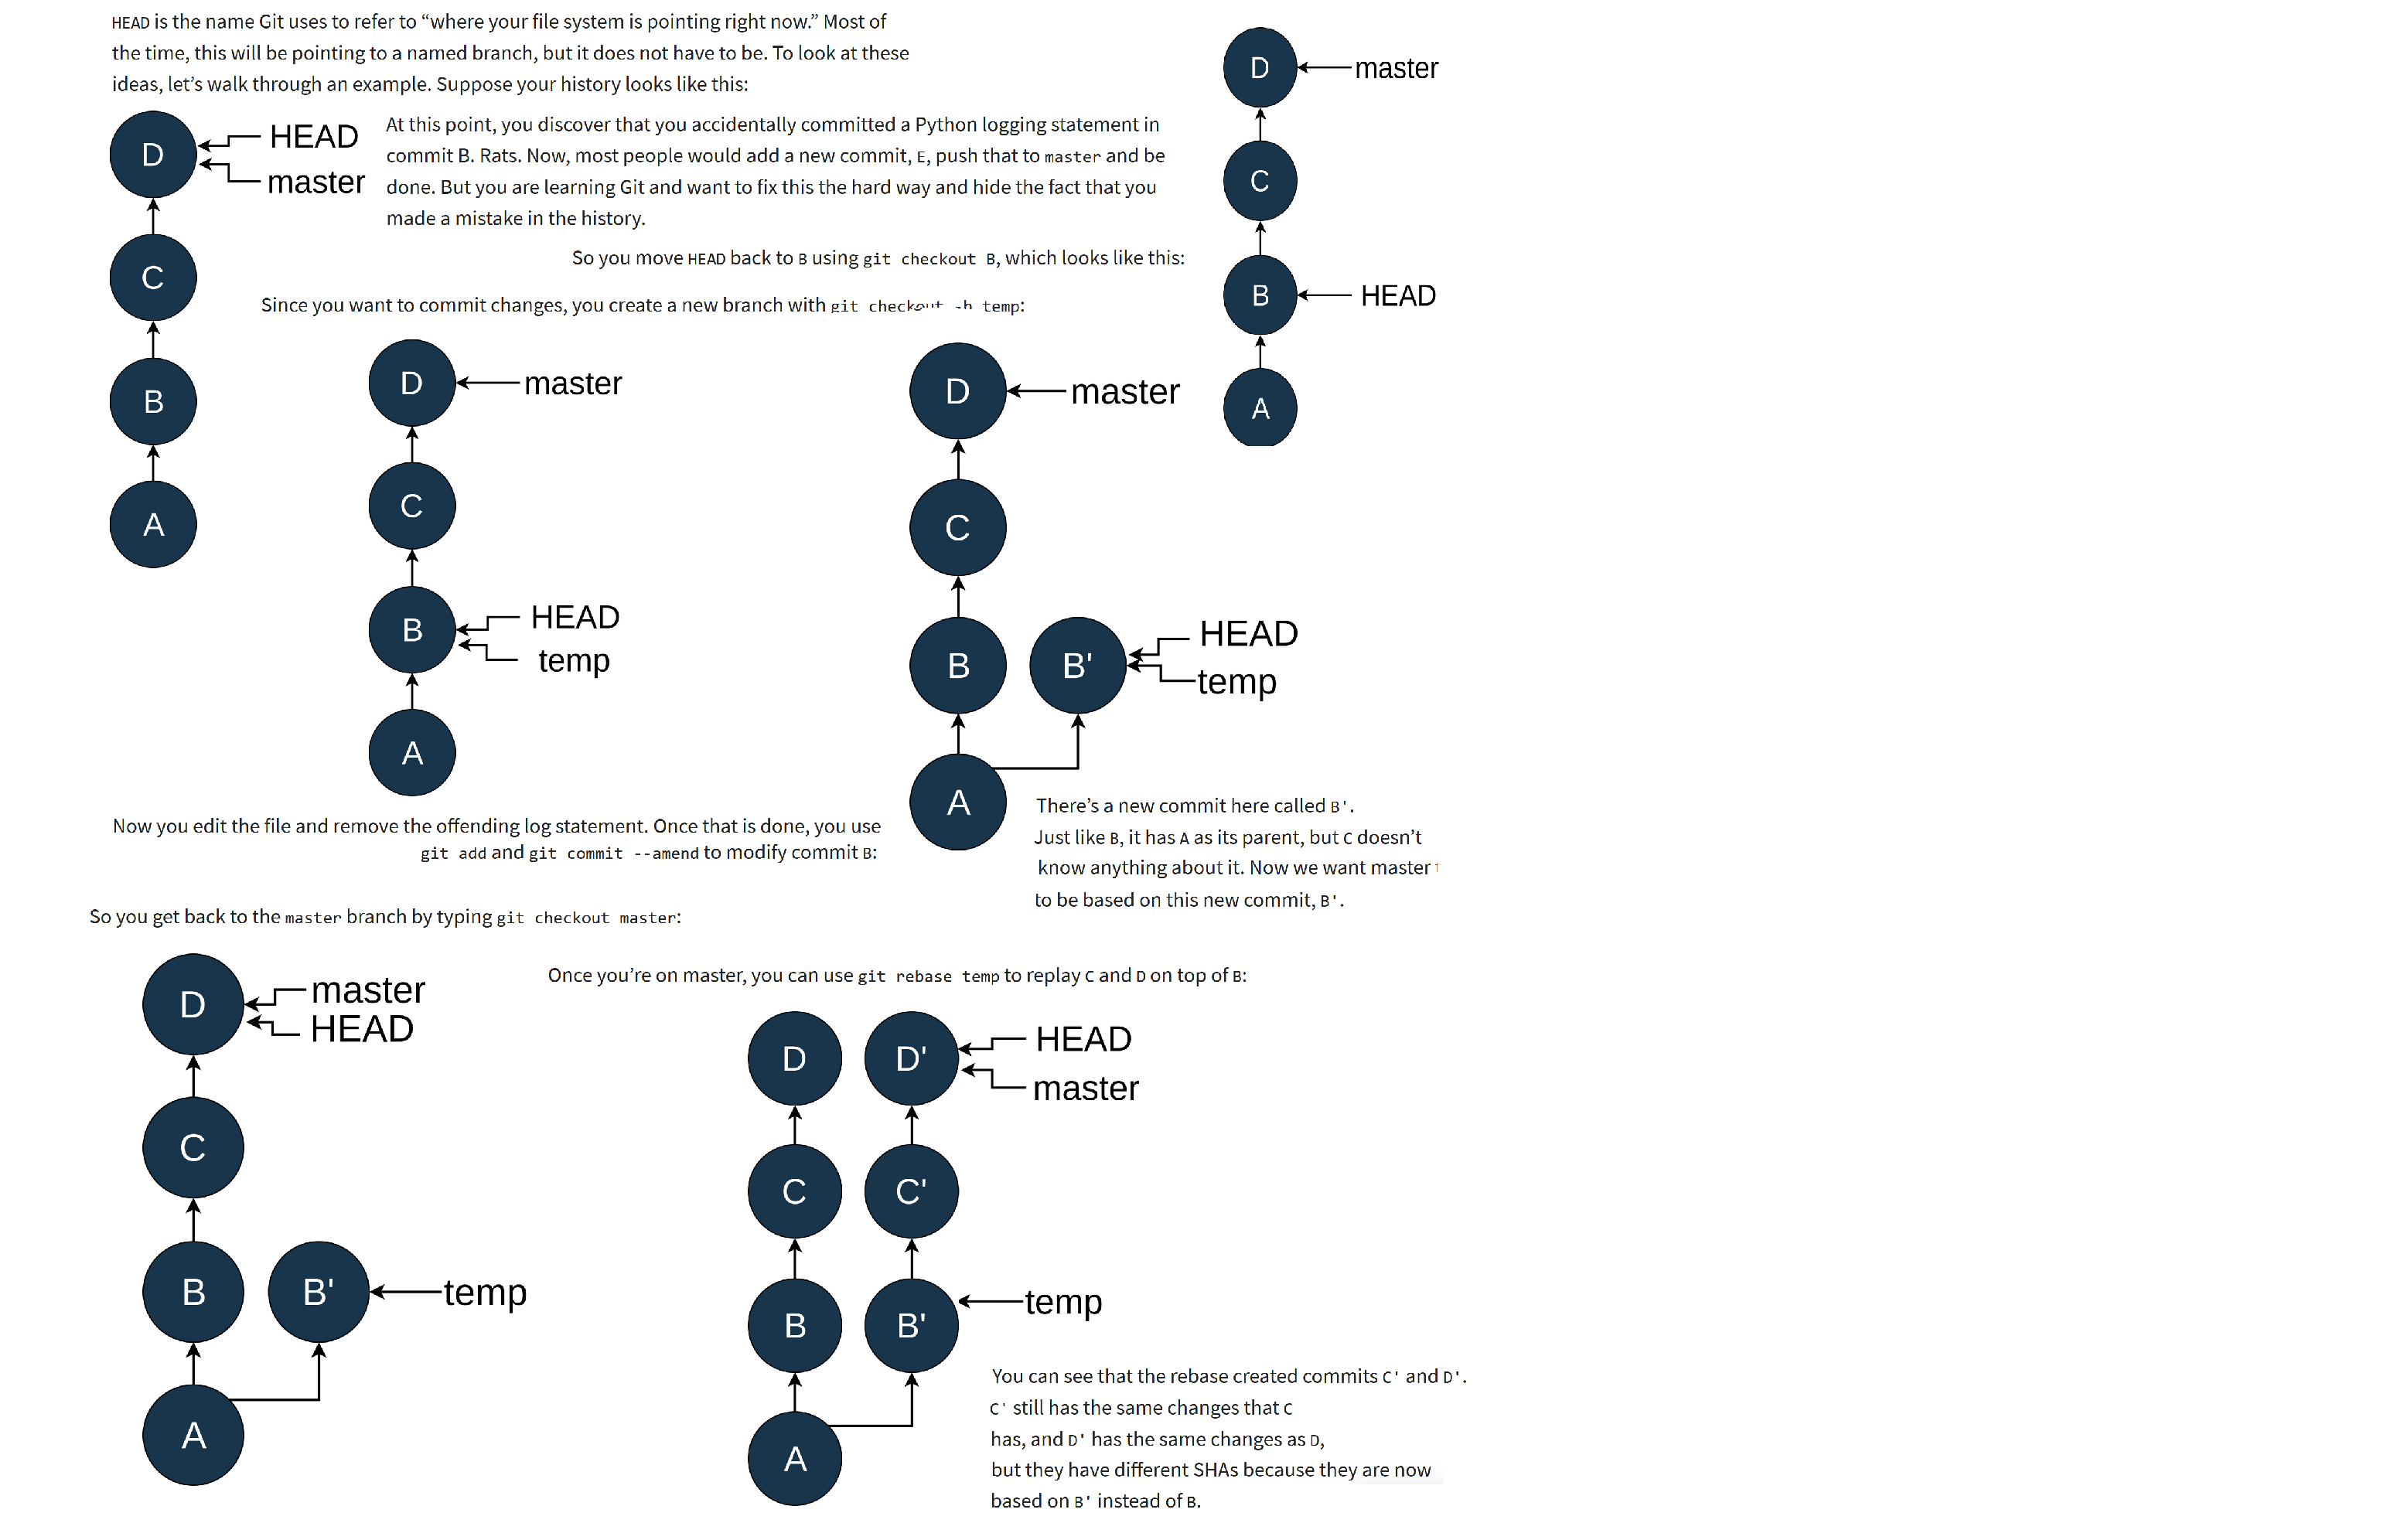 HEAD is the name Git uses to refer to “where your file system is pointing right now.” Most of
the time, this will be pointing to a named branch, but it does not have to be. To look at these
ideas, let’s walk through an example. Suppose your history looks like this:
D
HEAD
master
C
B
A
At this point, you discover that you accidentally committed a Python logging statement in
commit B. Rats. Now, most people would add a new commit, E, push that to master and be
done. But you are learning Git and want to fix this the hard way and hide the fact that you
made a mistake in the history.
So you move HEAD back to B using git checkout B, which looks like this:
D
master
C
B
HEAD
A
Since you want to commit changes, you create a new branch with git checkout temp:
D
master
C
B
HEAD
temp
A
Now you edit the file and remove the offending log statement. Once that is done, you use
git add and git commit --amend to modify commit B:
D
master
C
B
B'
HEAD
temp
A
There’s a new commit here called B'.
Just like B, it has A as its parent, but C doesn’t
know anything about it. Now we want master
to be based on this new commit, B'.
So you get back to the master branch by typing git checkout master:
D
master
HEAD
C
B
B'
temp
A
Once you’re on master, you can use git rebase temp to replay C and D on top of B:
D
D'
HEAD
master
C
C'
B
B'
temp
A
You can see that the rebase created commits C' and D'.
C' still has the same changes that C
has, and D' has the same changes as D,
but they have different SHAs because they are now
based on B' instead of B.